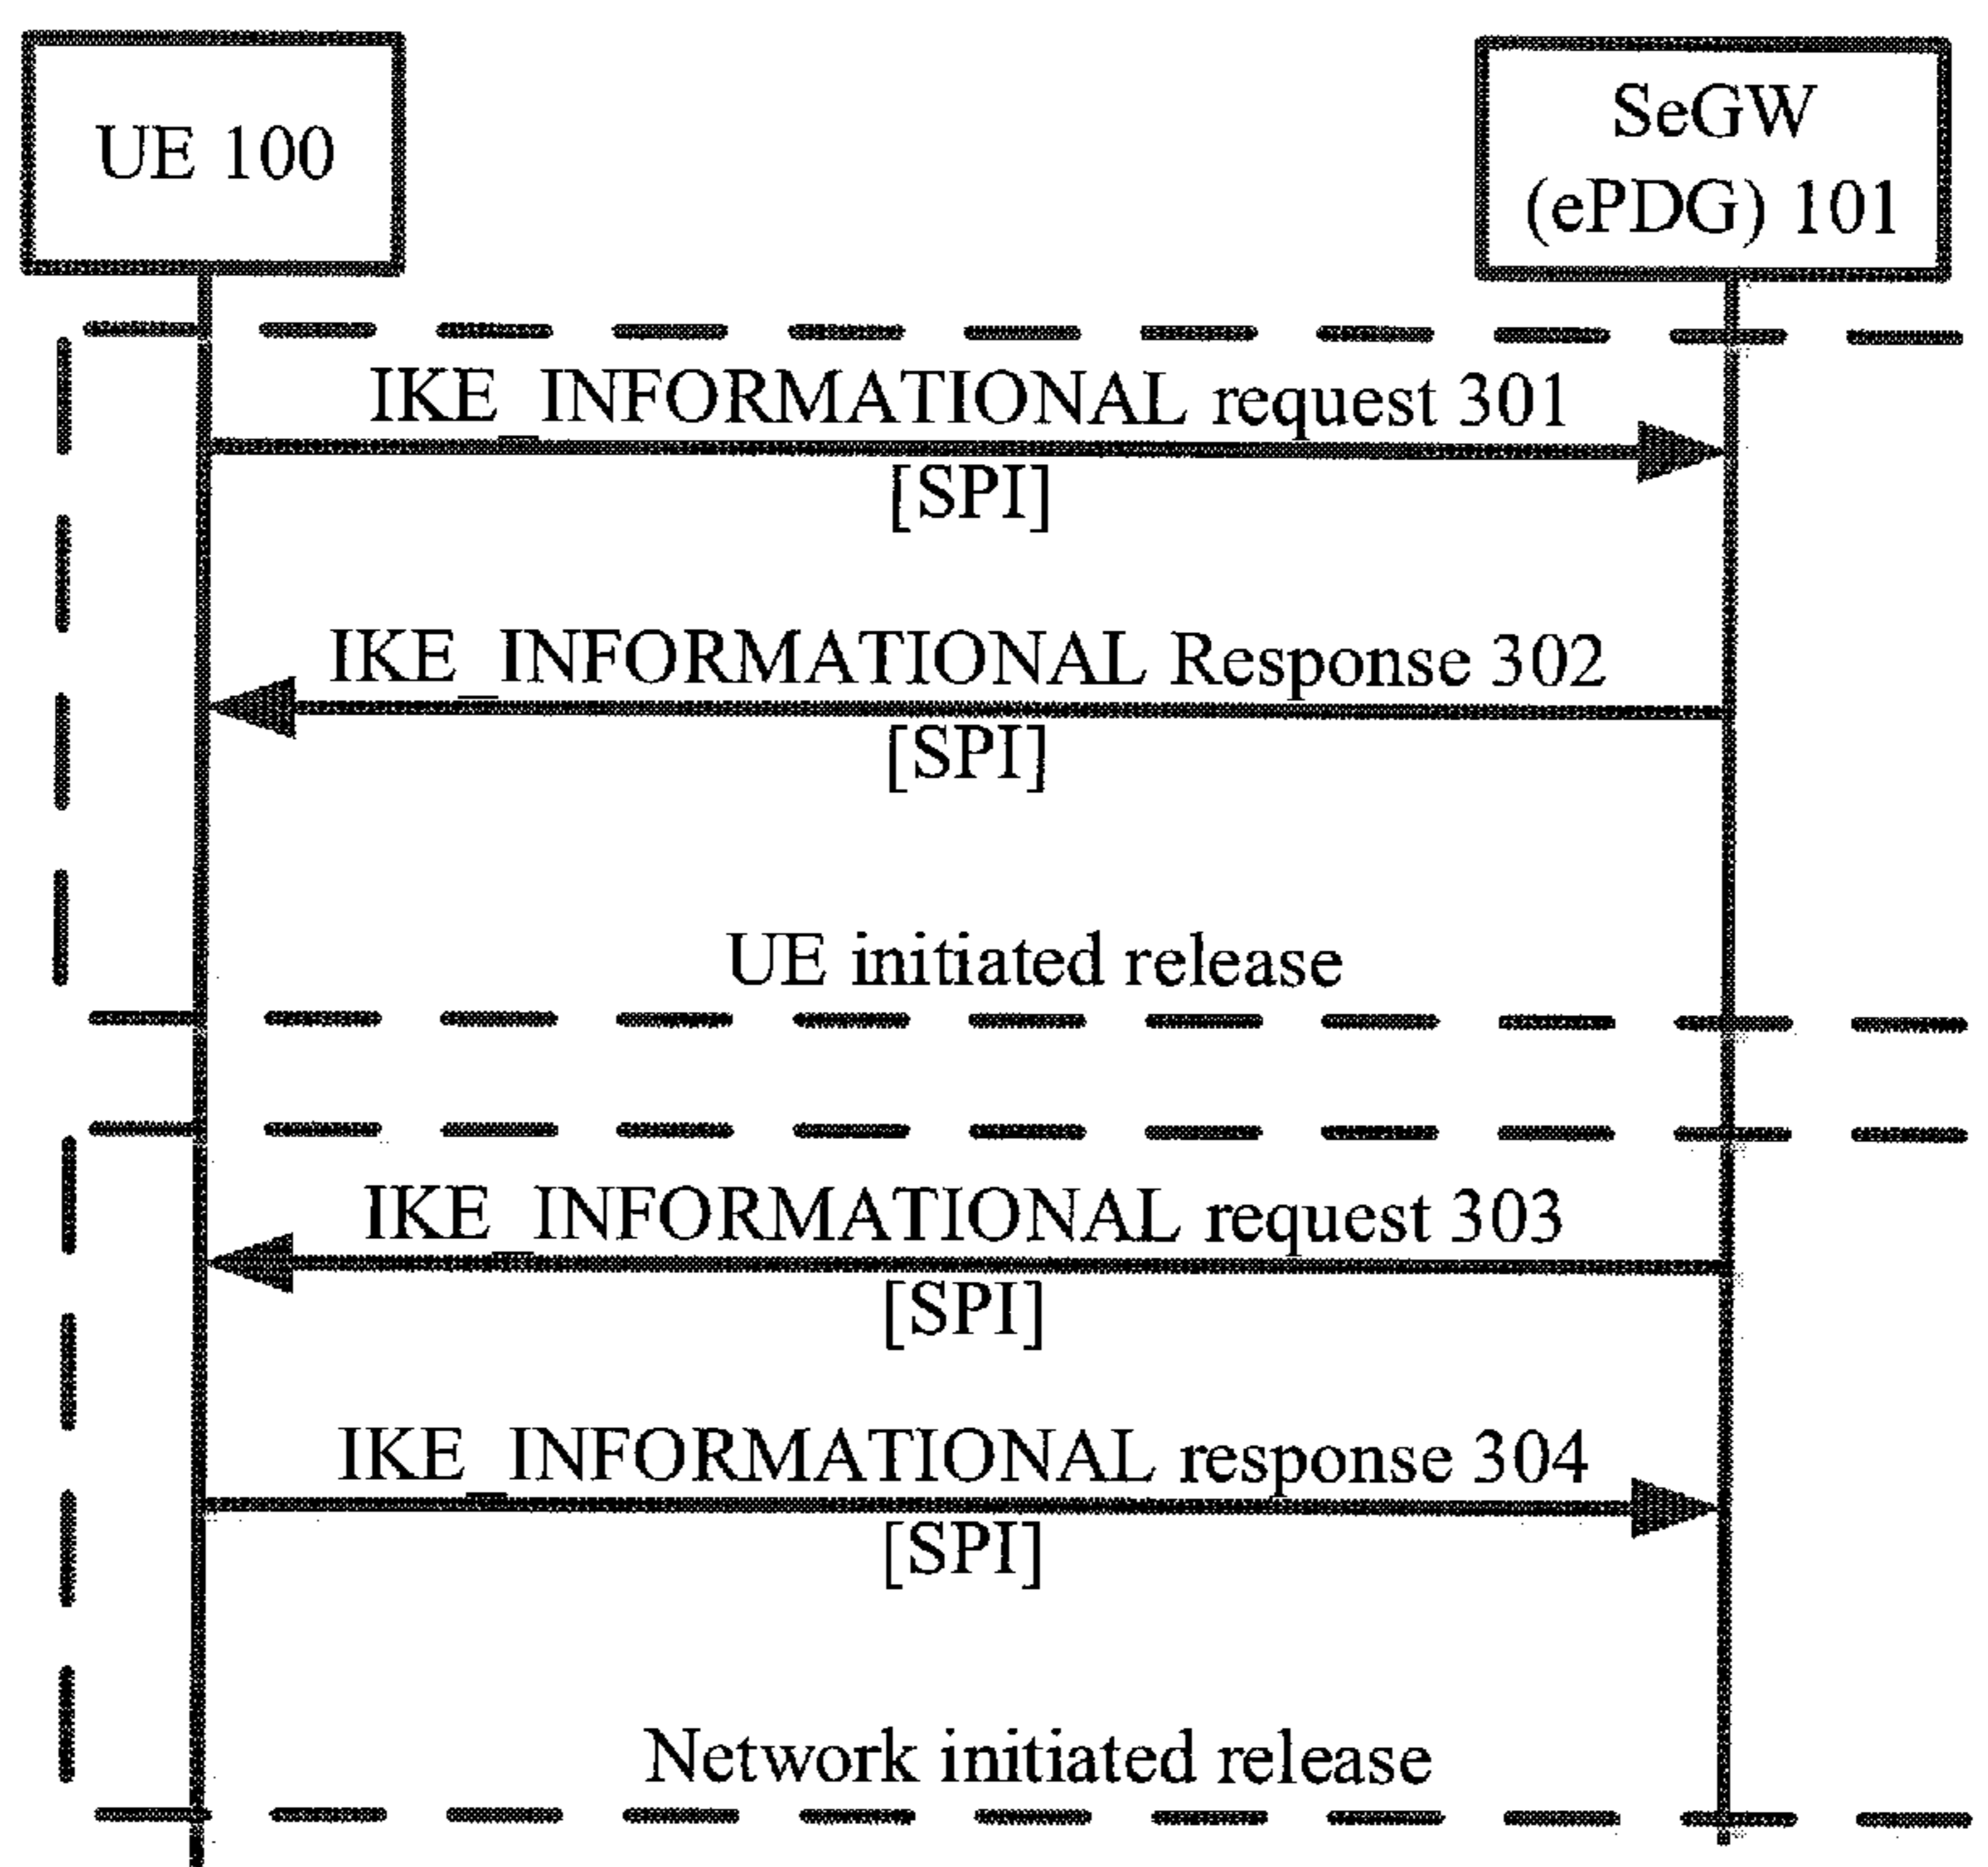 UE 100
SeGW
(ePDG) 101
IKE_INFORMATIONAL request 301
[SPI]
IKE_INFORMATIONAL Response 302
[SPI]
UE initiated release
IKE_INFORMATIONAL request 303
[SPI]
IKE_INFORMATIONAL response 304
[SPI]
Network initiated release